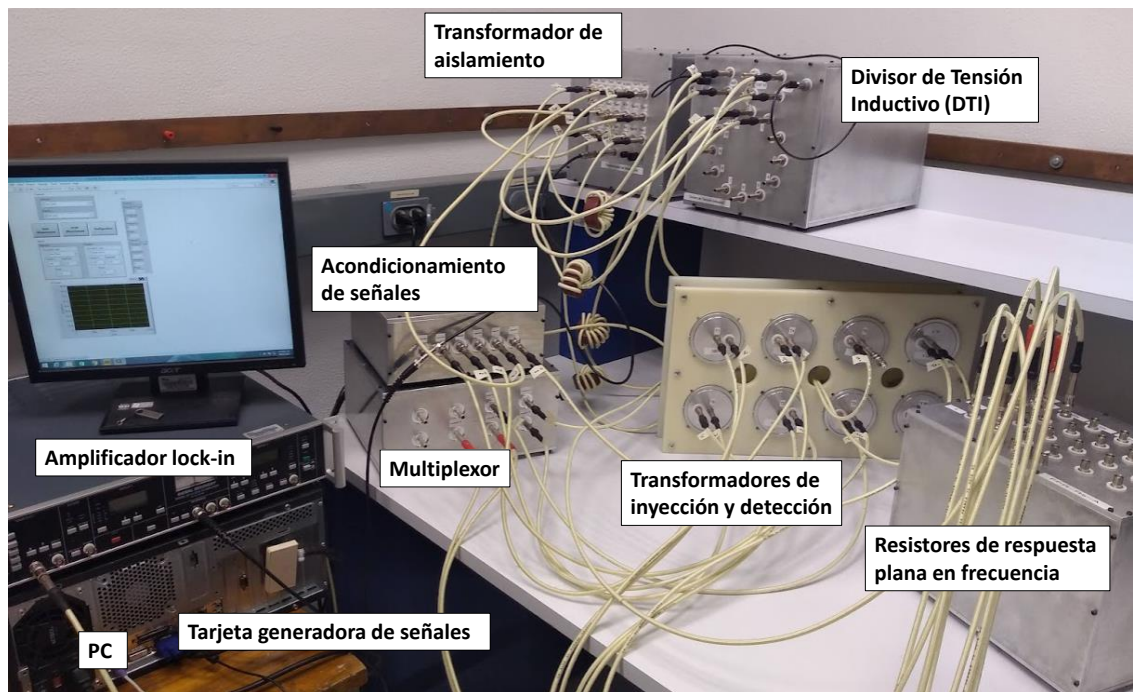 Transformador de
aislamiento
Divisor de Tensión
Inductivo (DTI)
Acondicionamiento
de señales
Amplificador lock-in
Multiplexor
Transformadores de
inyección y detección
Resistores de respuesta
plana en frecuencia
Tarjeta generadora de señales
PC
acer